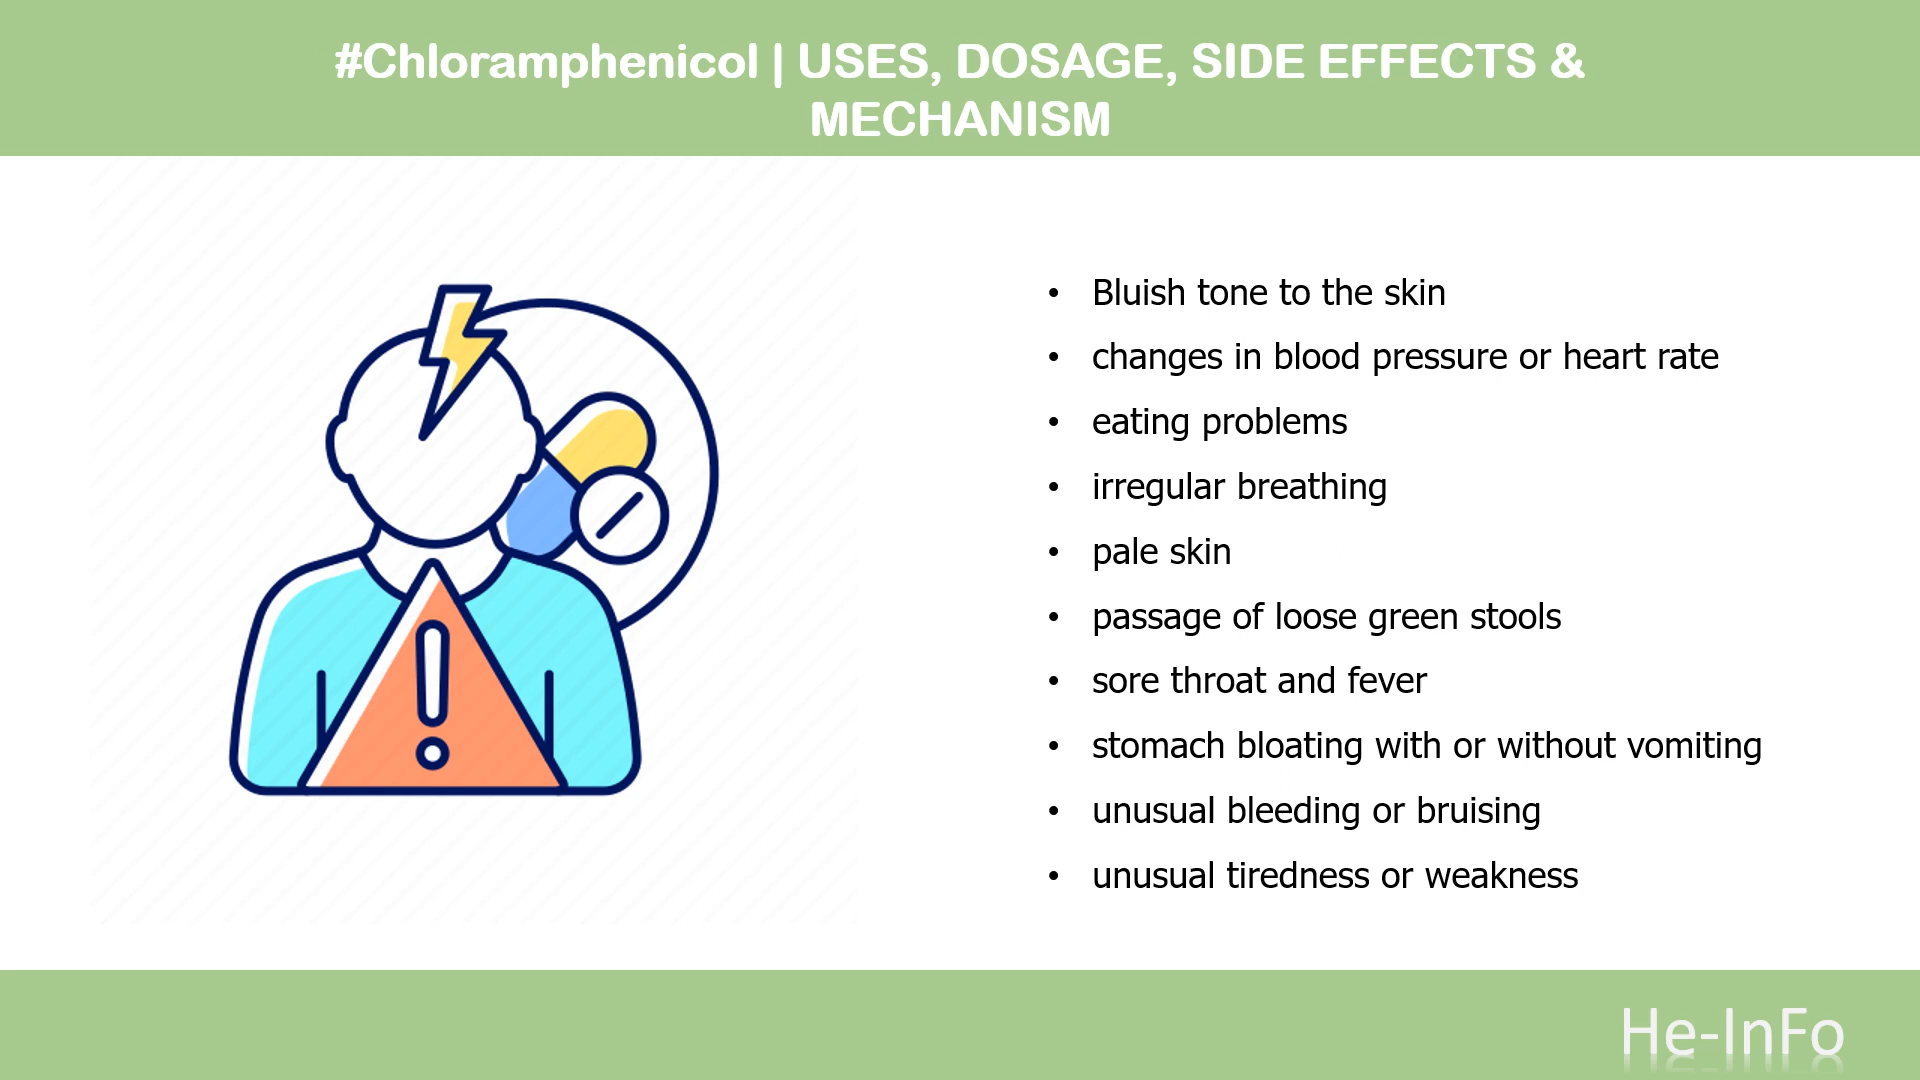 #Chloramphenicol | USES, DOSAGE, SIDE EFFECTS &
MECHANISM
• Bluish tone to the skin
• changes in blood pressure or heart rate
• eating problems
• irregular breathing
• pale skin
• passage of loose green stools
• sore throat and fever
• stomach bloating with or without vomiting
• unusual bleeding or bruising
• unusual tiredness or weakness
He-InFo